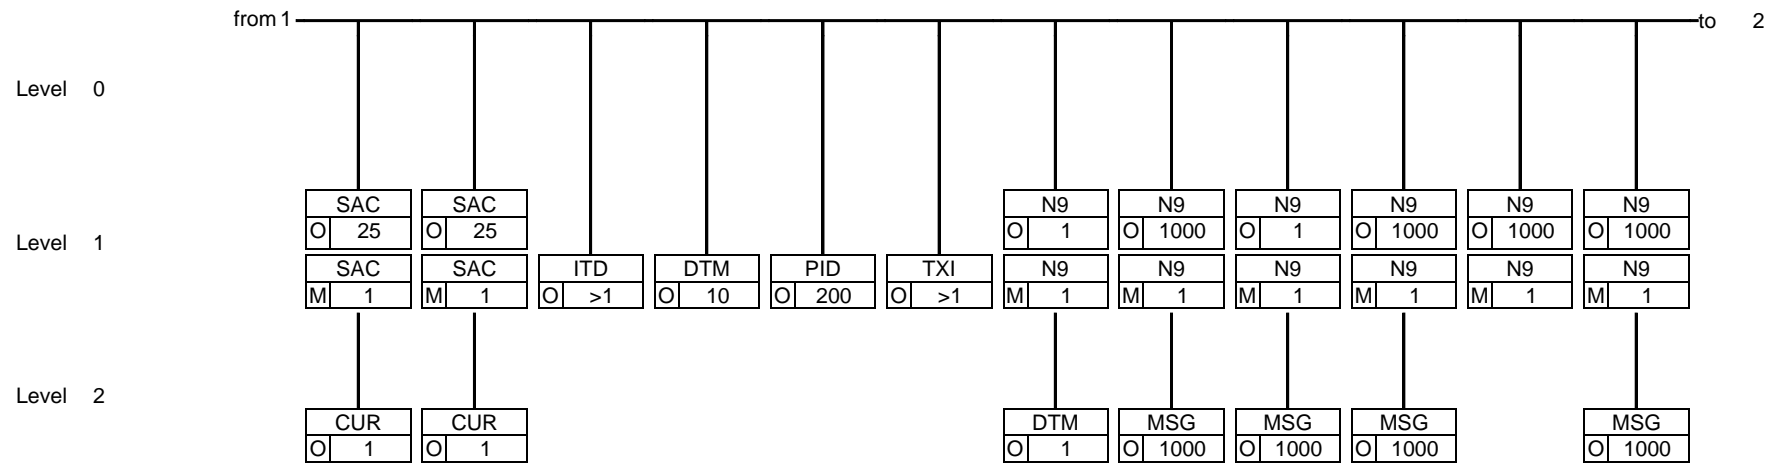 from 1 to 2
Level 0
SAC SAC N9 N9 N9 N9 N9 N9
O 25 O 25 O 1 O 1000 O 1 O 1000 O 1000 O 1000
Level 1
SAC SAC ITD DTM PID TXI N9 N9 N9 N9 N9 N9
M 1 M 1 O >1 O 10 O 200 O >1 M 1 M 1 M 1 M 1 M 1 M 1
Level 2
CUR CUR DTM MSG MSG MSG MSG
O 1 O 1 O 1 O 1000 O 1000 O 1000 O 1000